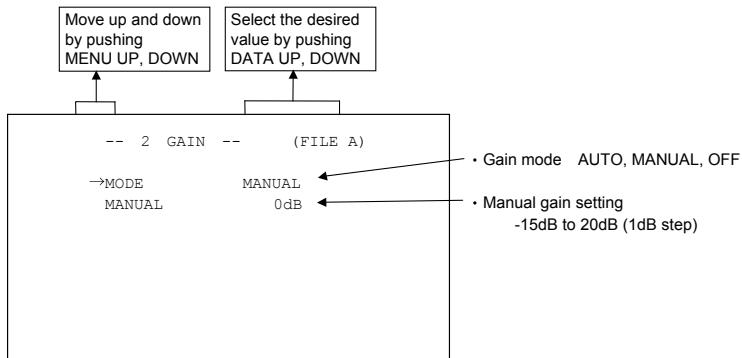 Move up and down
by pushing
MENU UP, DOWN
Select the desired
value by pushing
DATA UP, DOWN
-- 2 GAIN -- (FILE A)
→MODE MANUAL
MANUAL 0dB
・Gain mode AUTO, MANUAL, OFF
・Manual gain setting
-15dB to 20dB (1dB step)